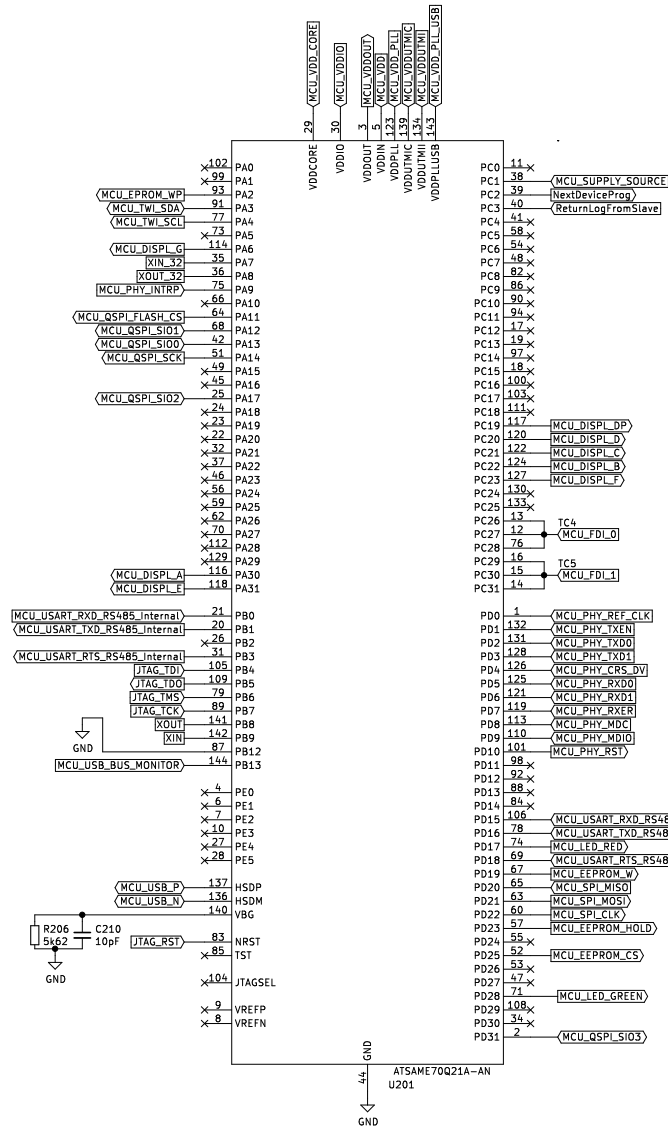 MCU_VDD_CORE
MCU_VDDIO
MCU_VDDOUT
MCU_VDD
MCU_VDD_PLL
MCU_VDDUTMIC
MCU_VDDUTMI
MCU_VDD_PLL_USB
29 30 3 5 123 139 134 143
VDDCORE VDDIO VDDOUT VDDIN VDDPLL VDDUTMIC VDDUTMII VDDPLLUSB
102 PA0 PC0 11
99 PA1 PC1 38 MCU_SUPPLY_SOURCE
MCU_EPROM_WP 93 PA2 PC2 39 NextDeviceProg
MCU_TWI_SDA 91 PA3 PC3 40 ReturnLogFromSlave
MCU_TWI_SCL 77 PA4 PC4 41
73 PA5 PC5 58
MCU_DISPL_G 114 PA6 PC6 54
XIN_32 35 PA7 PC7 48
XOUT_32 36 PA8 PC8 82
MCU_PHY_INTRP 75 PA9 PC9 86
66 PA10 PC10 90
MCU_QSPI_FLASH_CS 64 PA11 PC11 94
MCU_QSPI_SIO1 68 PA12 PC12 17
MCU_QSPI_SIO0 42 PA13 PC13 19
MCU_QSPI_SCK 51 PA14 PC14 97
49 PA15 PC15 18
45 PA16 PC16 100
MCU_QSPI_SIO2 25 PA17 PC17 103
24 PA18 PC18 111
23 PA19 PC19 117 MCU_DISPL_DP
22 PA20 PC20 120 MCU_DISPL_D
32 PA21 PC21 122 MCU_DISPL_C
37 PA22 PC22 124 MCU_DISPL_B
46 PA23 PC23 127 MCU_DISPL_F
56 PA24 PC24 130
59 PA25 PC25 133
62 PA26 PC26 13 TC4
70 PA27 PC27 12 MCU_FDI_0
112 PA28 PC28 76
129 PA29 PC29 16 TC5
MCU_DISPL_A 116 PA30 PC30 15 MCU_FDI_1
MCU_DISPL_E 118 PA31 PC31 14
MCU_USART_RXD_RS485_Internal 21 PB0 PD0 1 MCU_PHY_REF_CLK
MCU_USART_TXD_RS485_Internal 20 PB1 PD1 132 MCU_PHY_TXEN
26 PB2 PD2 131 MCU_PHY_TXD0
MCU_USART_RTS_RS485_Internal 31 PB3 PD3 128 MCU_PHY_TXD1
JTAG_TDI 105 PB4 PD4 126 MCU_PHY_CRS_DV
JTAG_TDO 109 PB5 PD5 125 MCU_PHY_RXD0
JTAG_TMS 79 PB6 PD6 121 MCU_PHY_RXD1
JTAG_TCK 89 PB7 PD7 119 MCU_PHY_RXER
XOUT 141 PB8 PD8 113 MCU_PHY_MDC
XIN 142 PB9 PD9 110 MCU_PHY_MDIO
GND 87 PB12 PD10 101 MCU_PHY_RST
MCU_USB_BUS_MONITOR 144 PB13 PD11 98
PD12 92
4 PE0 PD13 88
6 PE1 PD14 84
7 PE2 PD15 106 MCU_USART_RXD_RS48
10 PE3 PD16 78 MCU_USART_TXD_RS48
27 PE4 PD17 74 MCU_LED_RED
28 PE5 PD18 69 MCU_USART_RTS_RS48
PD19 67 MCU_EEPROM_W
MCU_USB_P 137 HSDP PD20 65 MCU_SPI_MISO
MCU_USB_N 136 HSDM PD21 63 MCU_SPI_MOSI
140 VBG PD22 60 MCU_SPI_CLK
R206 C210 PD23 57 MCU_EEPROM_HOLD
5k62 10pF JTAG_RST 83 NRST PD24 55
85 TST PD25 52 MCU_EEPROM_CS
GND PD26 53
104 JTAGSEL PD27 47
PD28 71 MCU_LED_GREEN
9 VREFP PD29 108
8 VREFN PD30 34
PD31 2 MCU_QSPI_SIO3
GND
44 ATSAME70Q21A-AN
U201
GND